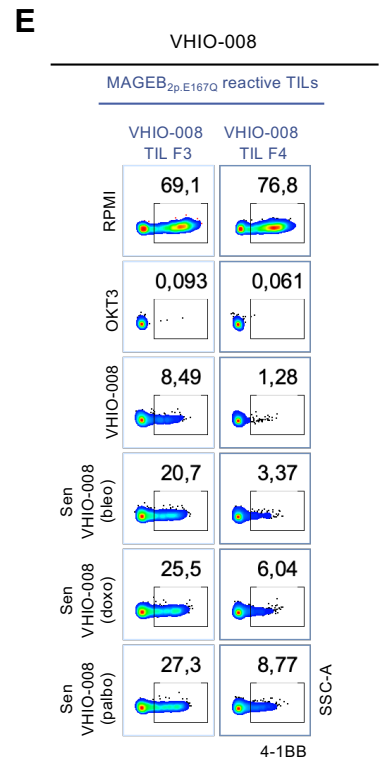 E
VHIO-008
MAGEB2p.E167Q reactive TILs
VHIO-008 VHIO-008
TIL F3 TIL F4
RPMI 69,1 76,8
OKT3 0,093 0,061
VHIO-008 8,49 1,28
Sen
VHIO-008
(bleo)
20,7 3,37
Sen
VHIO-008
(doxo)
25,5 6,04
Sen
VHIO-008
(palbo)
27,3 8,77
SSC-A
4-1BB